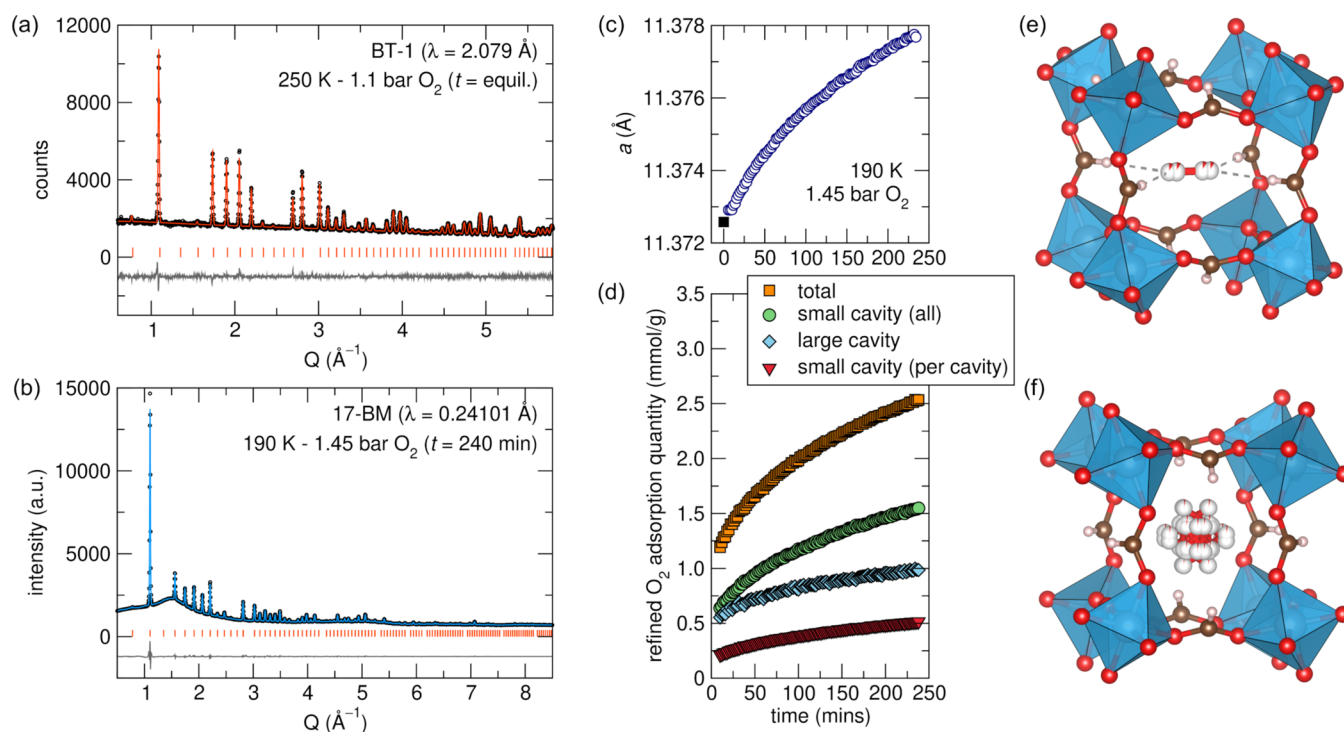 (a)
12000
8000
4000
0
counts
BT-1 (λ = 2.079 Å)
250 K - 1.1 bar O₂ (t = equil.)
1 2 3 4 5
Q (Å⁻¹)
(b)
15000
10000
5000
0
intensity (a.u.)
17-BM (λ = 0.24101 Å)
190 K - 1.45 bar O₂ (t = 240 min)
1 2 3 4 5 6 7 8
Q (Å⁻¹)
(c)
11.378
11.376
11.374
11.372
a (Å)
190 K
1.45 bar O₂
0 50 100 150 200 250
(d)
total
small cavity (all)
large cavity
small cavity (per cavity)
3.5
3.0
2.5
2.0
1.5
1.0
0.5
0
refined O₂ adsorption quantity (mmol/g)
0 50 100 150 200 250
time (mins)
(e)
(f)